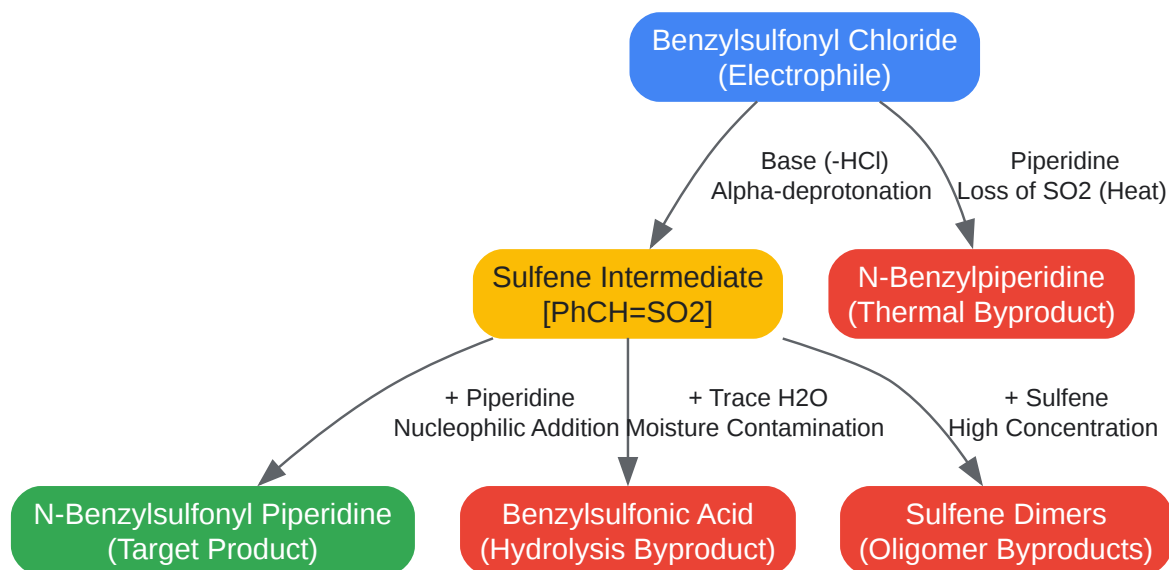 Benzylsulfonyl Chloride
(Electrophile)
Base (-HCl)
Alpha-deprotonation
Piperidine
Loss of SO2 (Heat)
Sulfene Intermediate
[PhCH=SO2]
N-Benzylpiperidine
(Thermal Byproduct)
+ Piperidine
Nucleophilic Addition
+ Trace H2O
Moisture Contamination
+ Sulfene
High Concentration
N-Benzylsulfonyl Piperidine
(Target Product)
Benzylsulfonic Acid
(Hydrolysis Byproduct)
Sulfene Dimers
(Oligomer Byproducts)